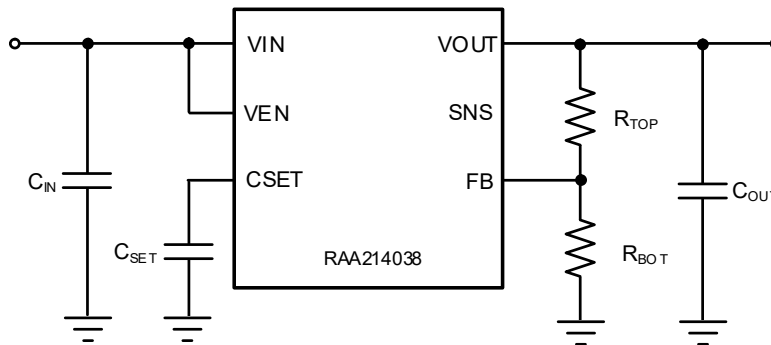 VIN
VOUT
VEN
SNS
R_TOP
C_IN
CSET
FB
C_OUT
C_SET
RAA214038
R_BOT